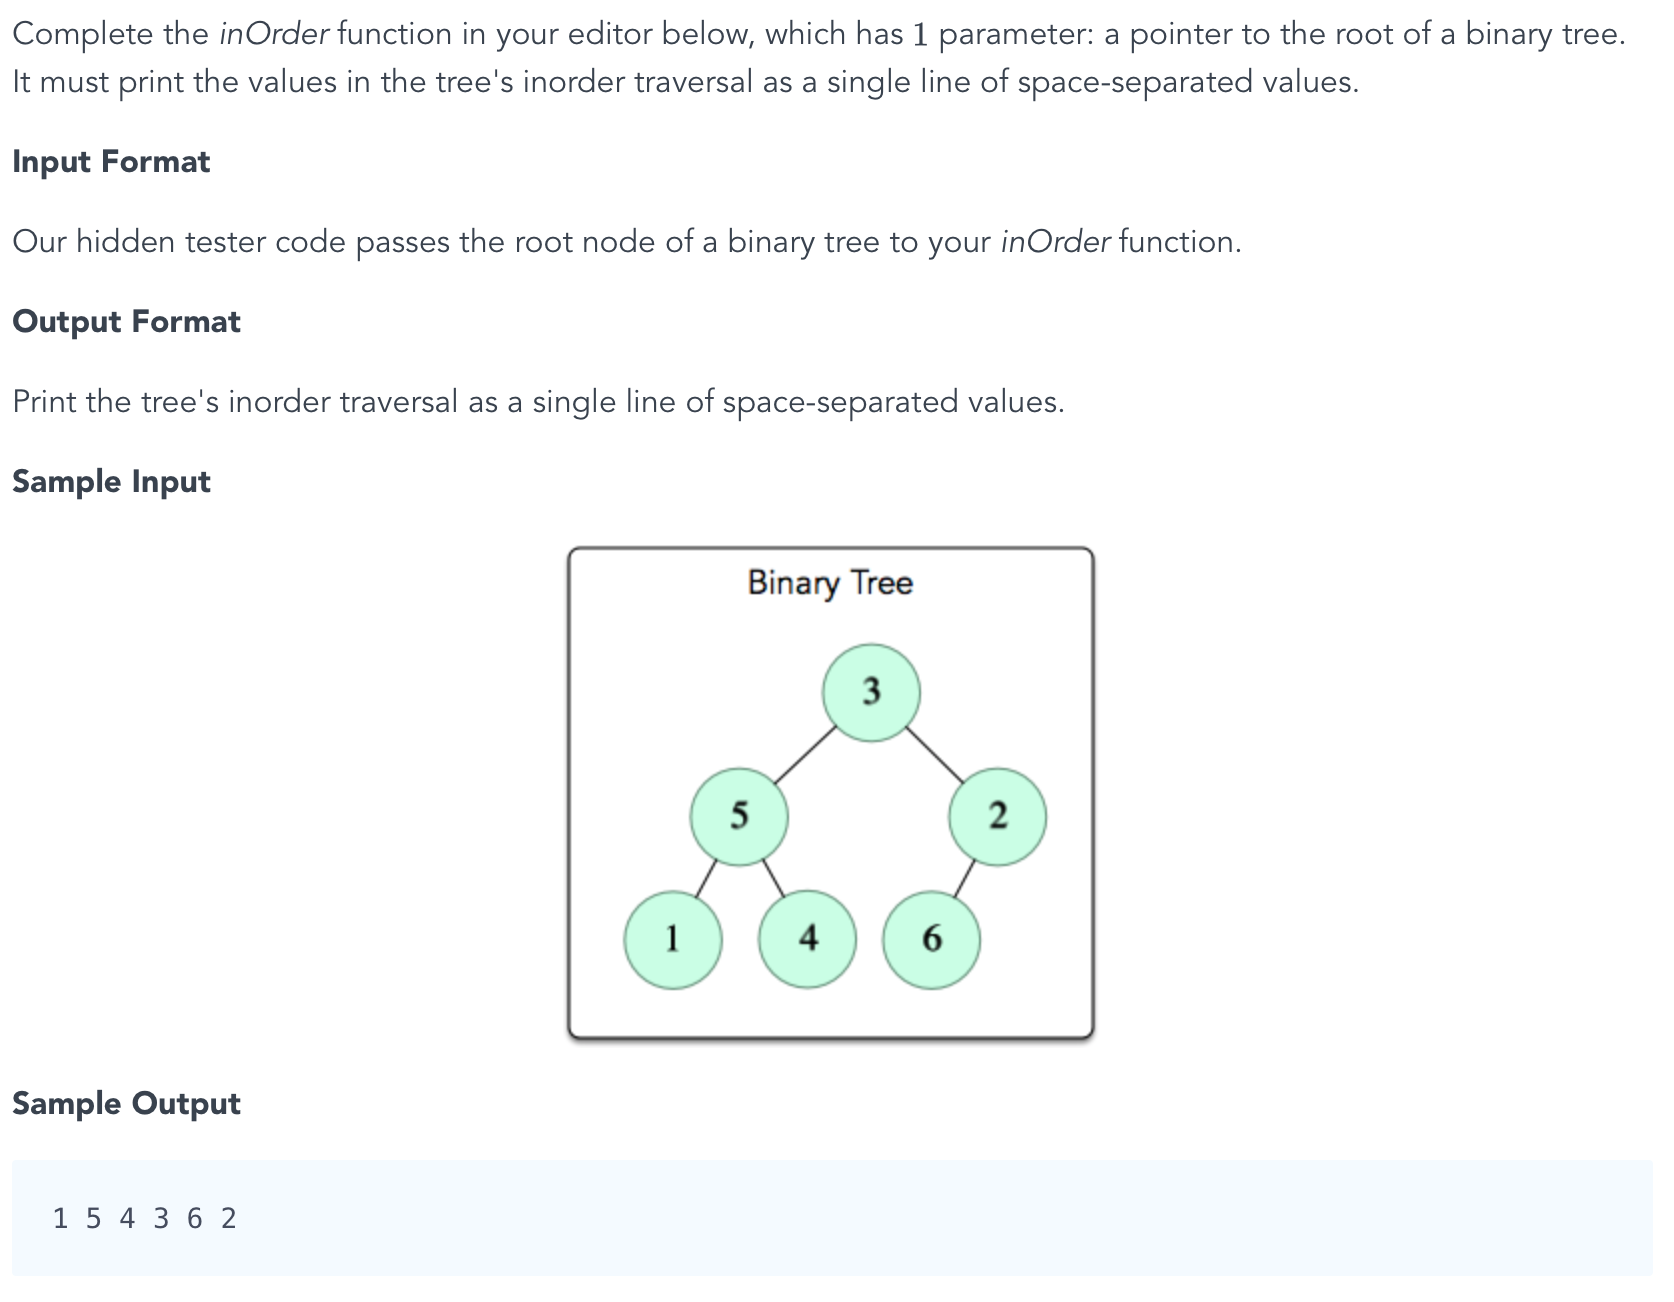 Complete the inOrder function in your editor below, which has 1 parameter: a pointer to the root of a binary tree.
It must print the values in the tree's inorder traversal as a single line of space-separated values.
Input Format
Our hidden tester code passes the root node of a binary tree to your inOrder function.
Output Format
Print the tree's inorder traversal as a single line of space-separated values.
Sample Input
Binary Tree
3
5 2
1 4 6
Sample Output
1 5 4 3 6 2